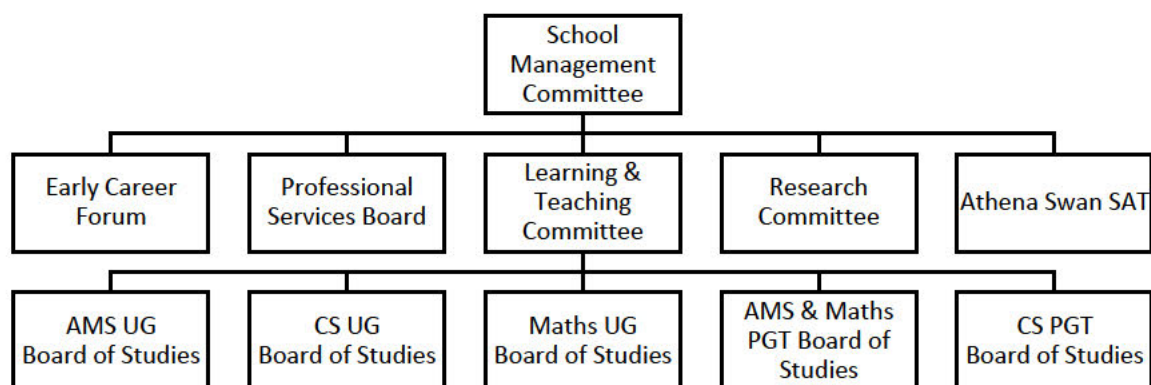 School
Management
Committee
Early Career
Forum
Professional
Services Board
Learning &
Teaching
Committee
Research
Committee
Athena Swan SAT
AMS UG
Board of Studies
CS UG
Board of Studies
Maths UG
Board of Studies
AMS & Maths
PGT Board of
Studies
CS PGT
Board of Studies